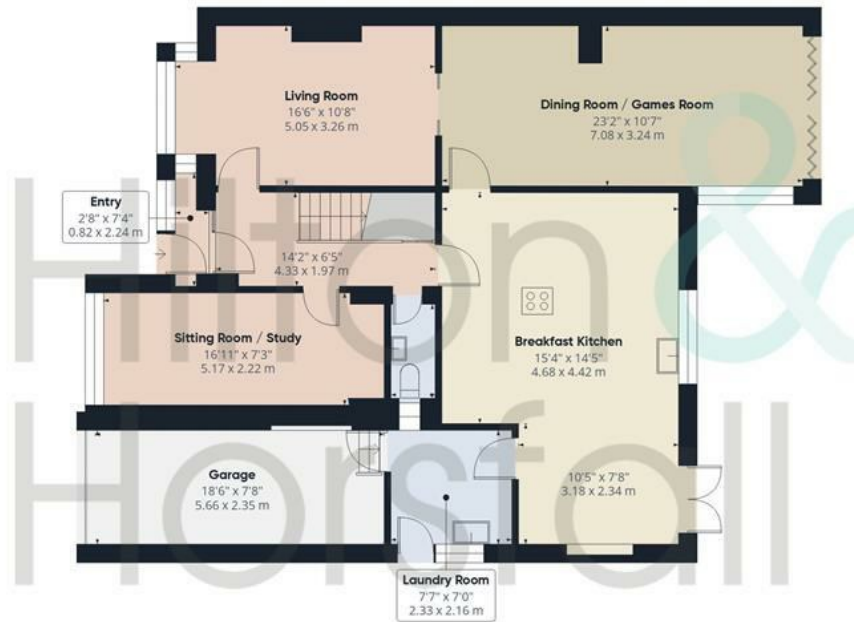 Living Room
16'6" x 10'8"
5.05 x 3.26 m
Dining Room / Games Room
23'2" x 10'7"
7.08 x 3.24 m
Entry
2'8" x 7'4"
0.82 x 2.24 m
14'2" x 6'5"
4.33 x 1.97 m
Sitting Room / Study
16'11" x 7'3"
5.17 x 2.22 m
Breakfast Kitchen
15'4" x 14'5"
4.68 x 4.42 m
Garage
18'6" x 7'8"
5.66 x 2.35 m
10'5" x 7'8"
3.18 x 2.34 m
Laundry Room
7'7" x 7'0"
2.33 x 2.16 m
Hilton &
Horsfall